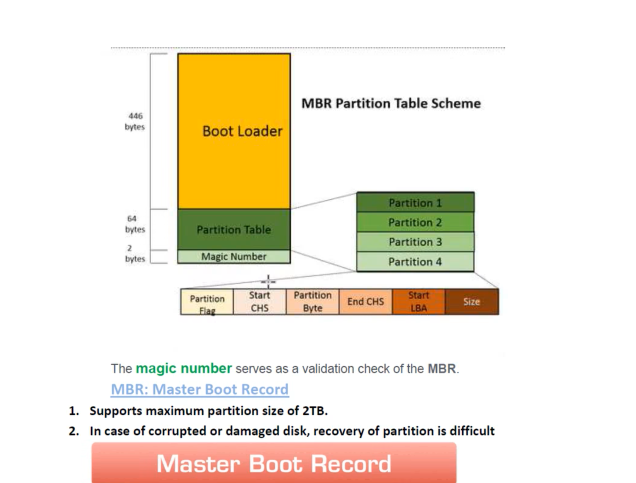 MBR Partition Table Scheme
446
bytes
Boot Loader
64
bytes
Partition Table
2
bytes
Magic Number
Partition 1
Partition 2
Partition 3
Partition 4
Partition
Flag
Start
CHS
Partition
Byte
End CHS
Start
LBA
Size
The magic number serves as a validation check of the MBR.
MBR: Master Boot Record
1. Supports maximum partition size of 2TB.
2. In case of corrupted or damaged disk, recovery of partition is difficult
Master Boot Record